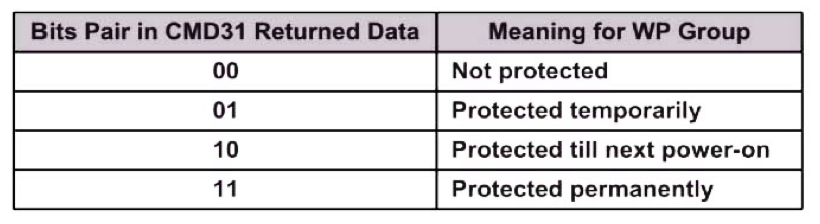 Bits Pair in CMD31 Returned Data Meaning for WP Group
00 Not protected
01 Protected temporarily
10 Protected till next power-on
11 Protected permanently